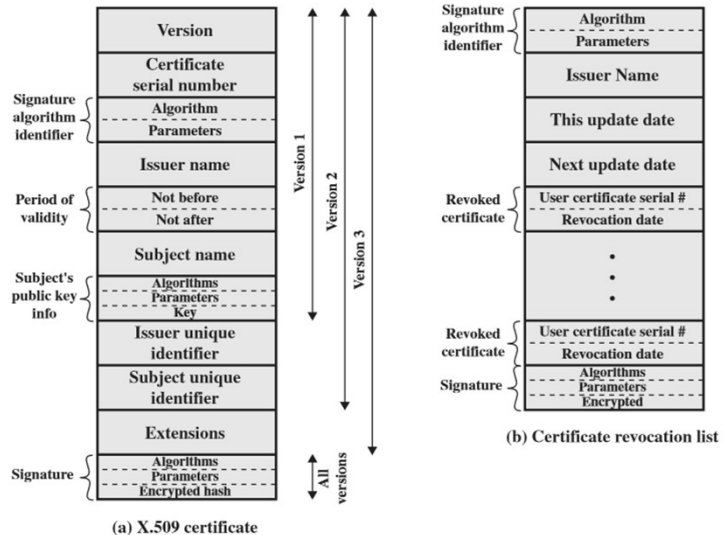 Version
Certificate
serial number
Signature
algorithm
identifier
Algorithm
Parameters
Issuer name
Period of
validity
Not before
Not after
Subject name
Subject's
public key
info
Algorithms
Parameters
Key
Issuer unique
identifier
Subject unique
identifier
Extensions
Signature
Algorithms
Parameters
Encrypted hash
Version 1
Version 2
Version 3
All
versions
(a) X.509 certificate
Signature
algorithm
identifier
Algorithm
Parameters
Issuer Name
This update date
Next update date
Revoked
certificate
User certificate serial #
Revocation date
Revoked
certificate
User certificate serial #
Revocation date
Signature
Algorithms
Parameters
Encrypted
(b) Certificate revocation list